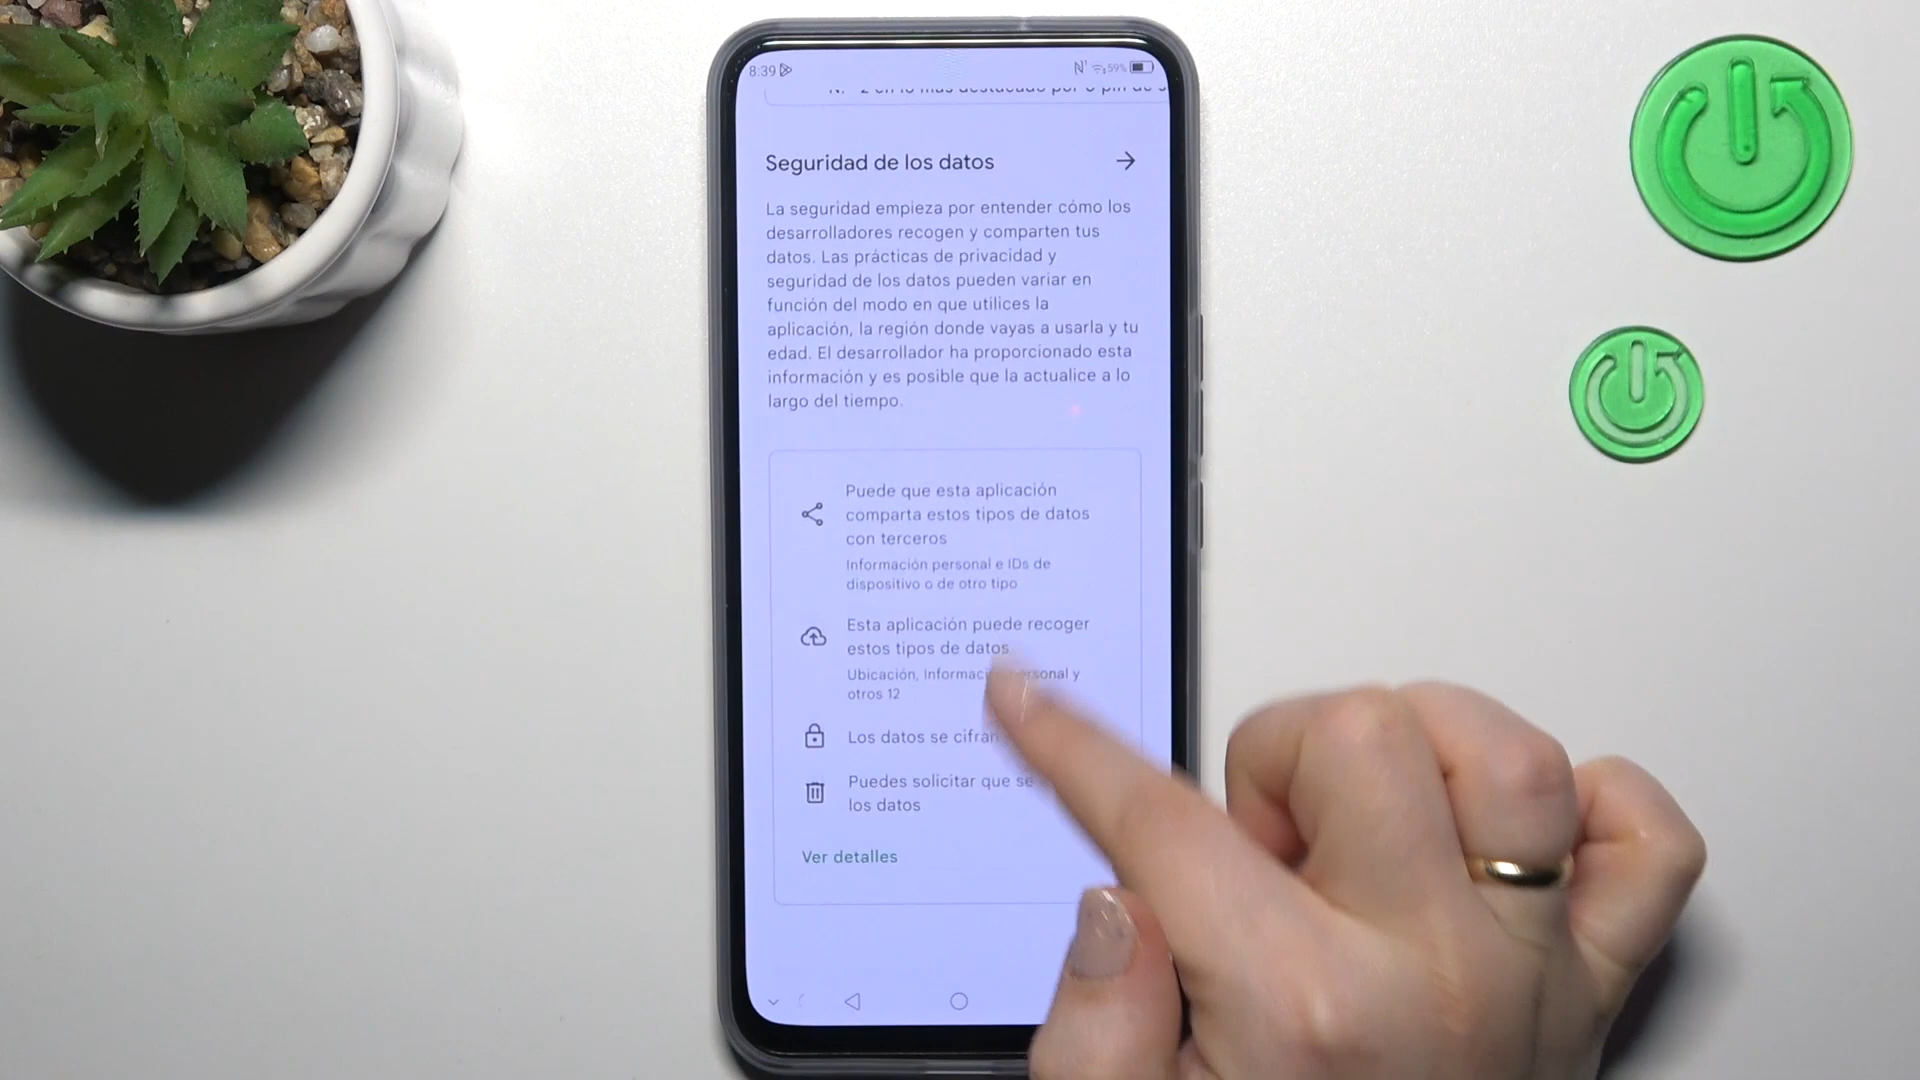 8:39
59%
Seguridad de los datos
La seguridad empieza por entender cómo los
desarrolladores recogen y comparten tus
datos. Las prácticas de privacidad y
seguridad de los datos pueden variar en
función del modo en que utilices la
aplicación, la región donde vayas a usarla y tu
edad. El desarrollador ha proporcionado esta
información y es posible que la actualice a lo
largo del tiempo.
Puede que esta aplicación
comparta estos tipos de datos
con terceros
Información personal e IDs de
dispositivo o de otro tipo
Esta aplicación puede recoger
estos tipos de datos
Ubicación, Información personal y
otros 12
Los datos se cifran
Puedes solicitar que se
los datos
Ver detalles